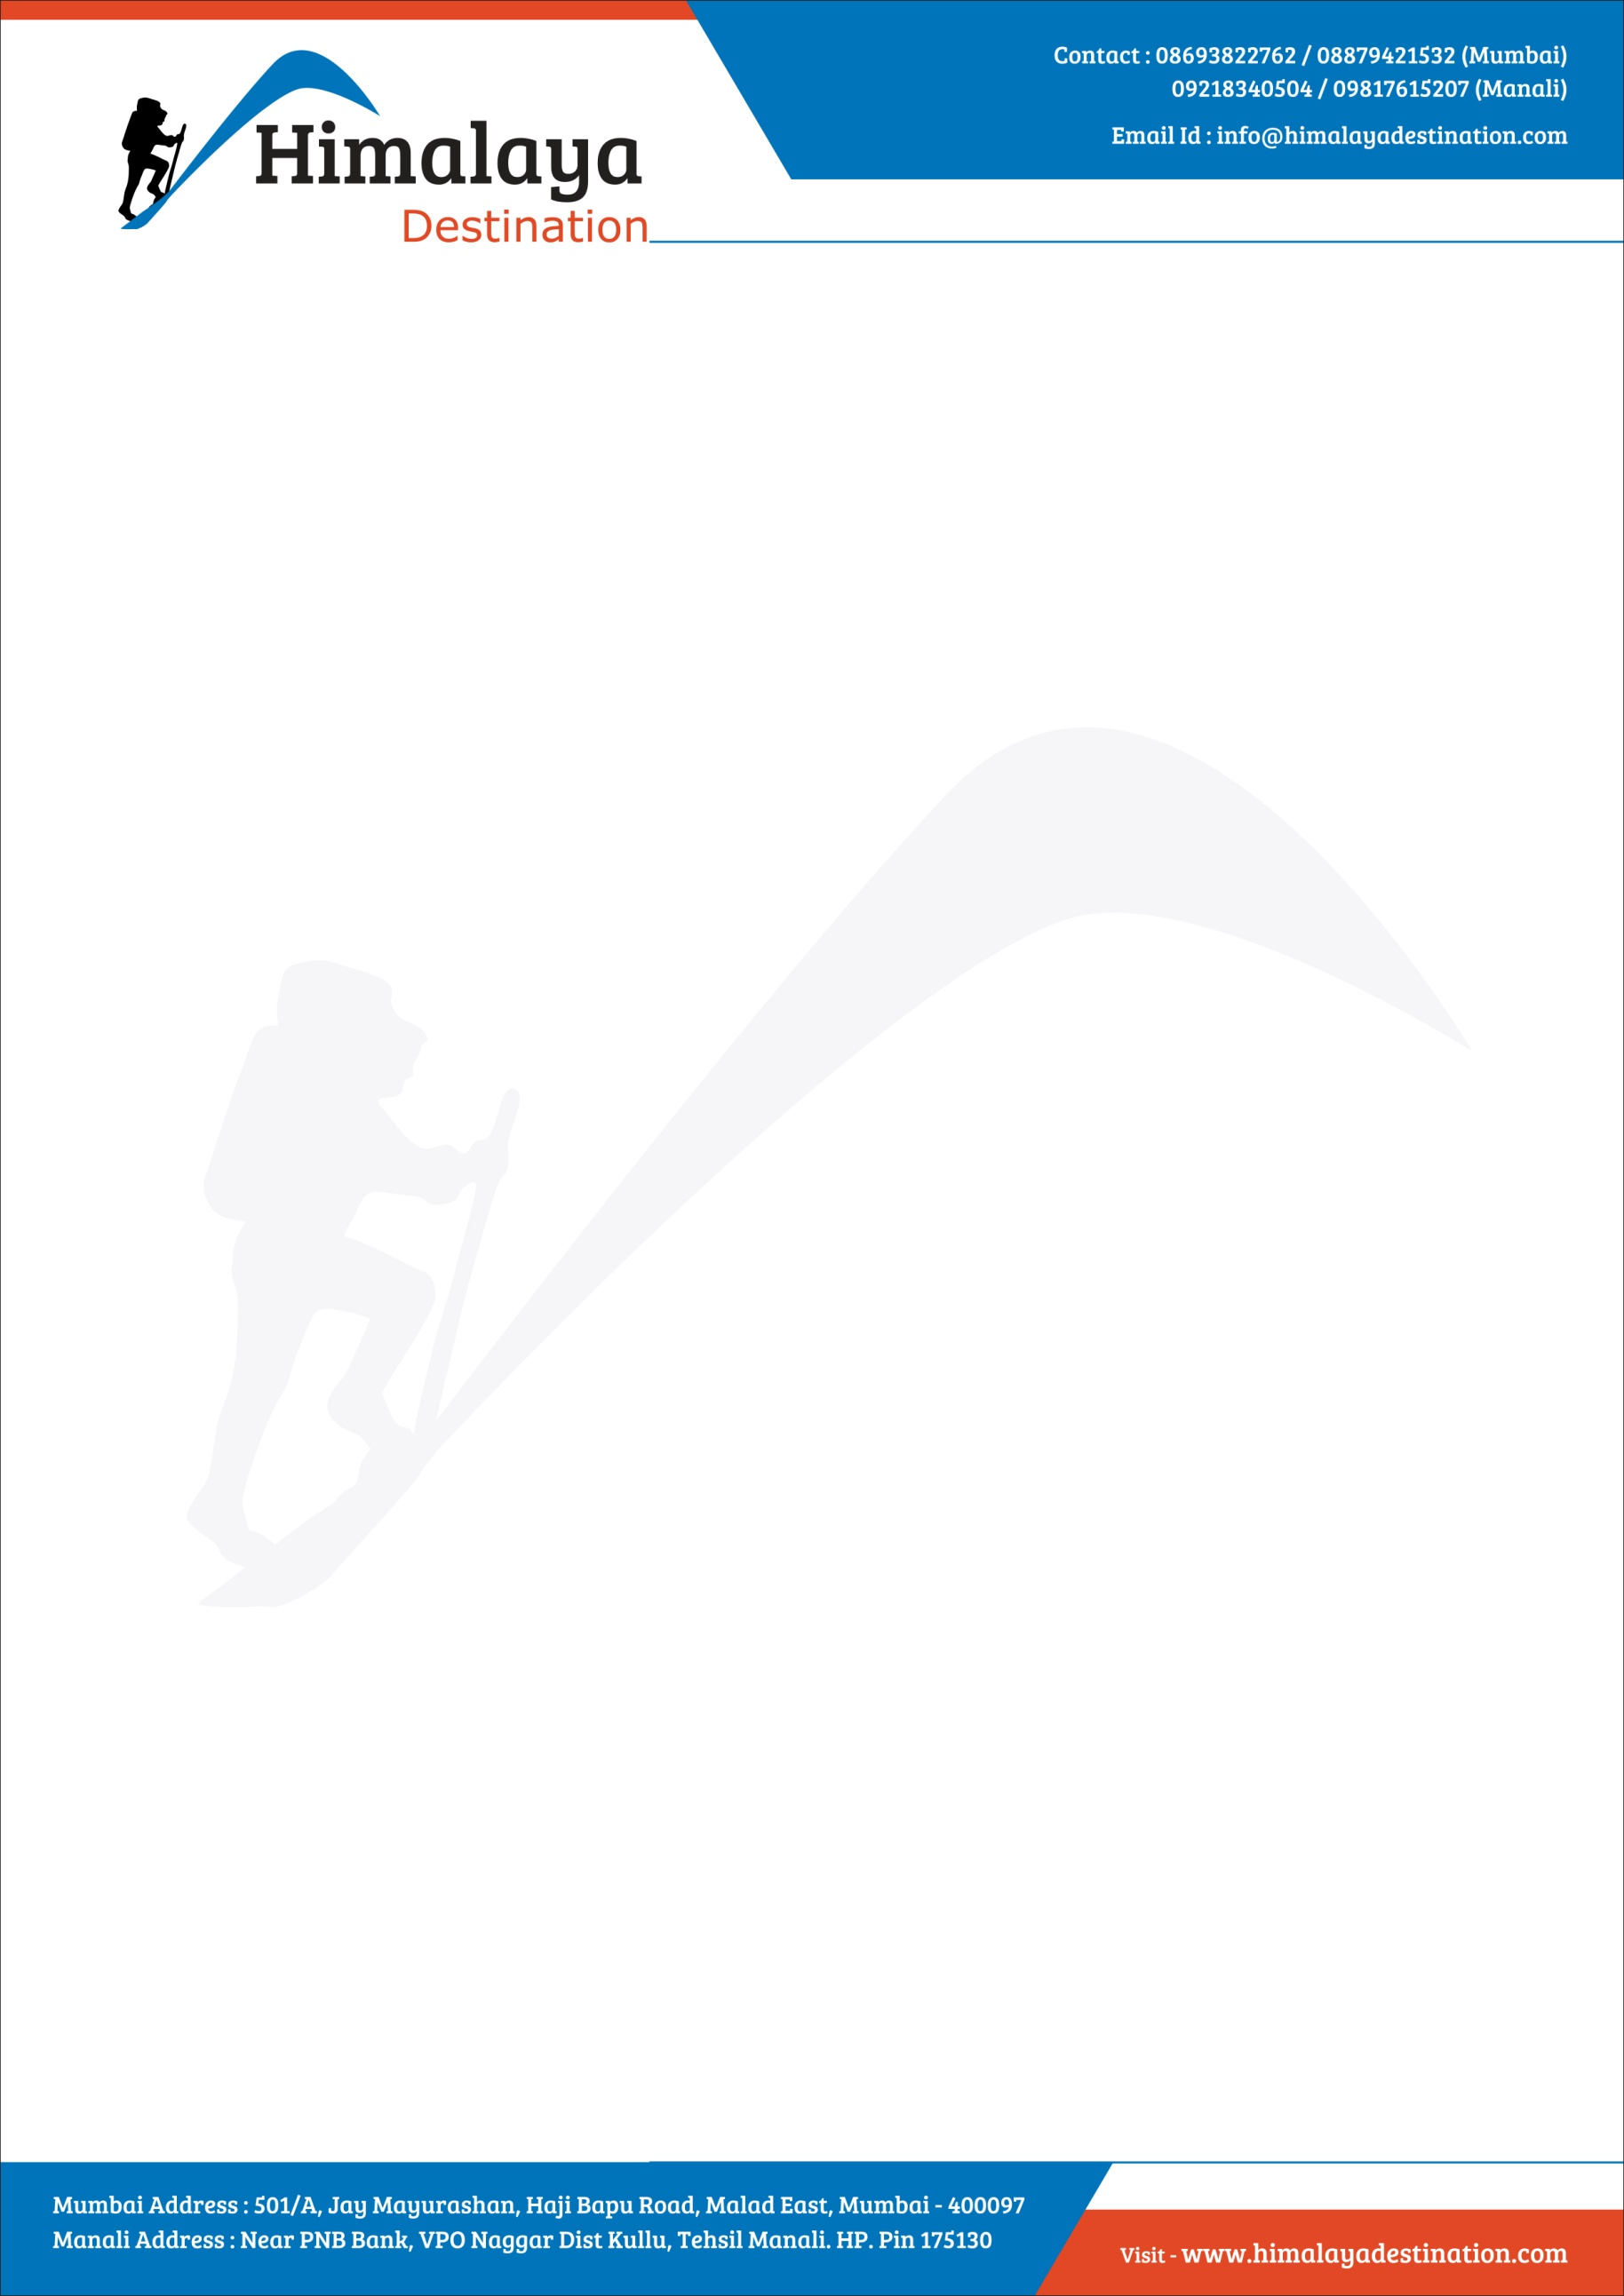 Contact : 08693822762 / 08879421532 (Mumbai)
09218340504 / 09817615207 (Manali)
Email Id : info@himalayadestination.com
Himalaya
Destination
Mumbai Address : 501/A, Jay Mayurashan, Haji Bapu Road, Malad East, Mumbai - 400097
Manali Address : Near PNB Bank, VPO Naggar Dist Kullu, Tehsil Manali. HP. Pin 175130
Visit - www.himalayadestination.com